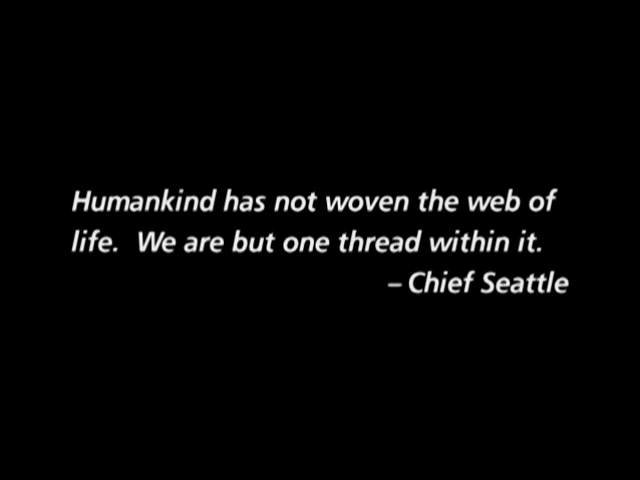 Humankind has not woven the web of
life.  We are but one thread within it.
– Chief Seattle